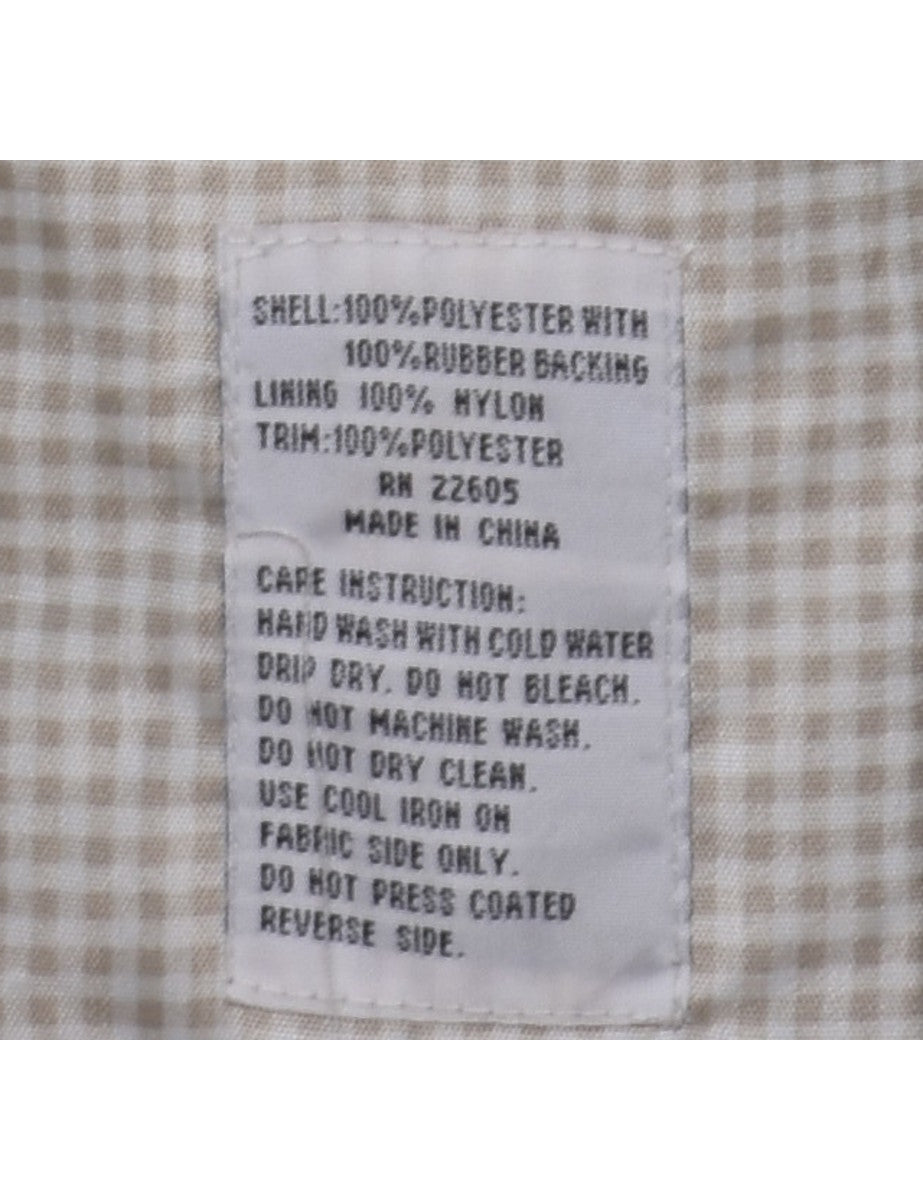 SHELL:100%POLYESTER WITH
100%RUBBER BACKING
LINING 100% NYLON
TRIM:100%POLYESTER
RN 22605
MADE IN CHINA
CARE INSTRUCTION:
HAND WASH WITH COLD WATER
DRIP DRY. DO NOT BLEACH.
DO NOT MACHINE WASH.
DO NOT DRY CLEAN.
USE COOL IRON ON
FABRIC SIDE ONLY.
DO NOT PRESS COATED
REVERSE SIDE.